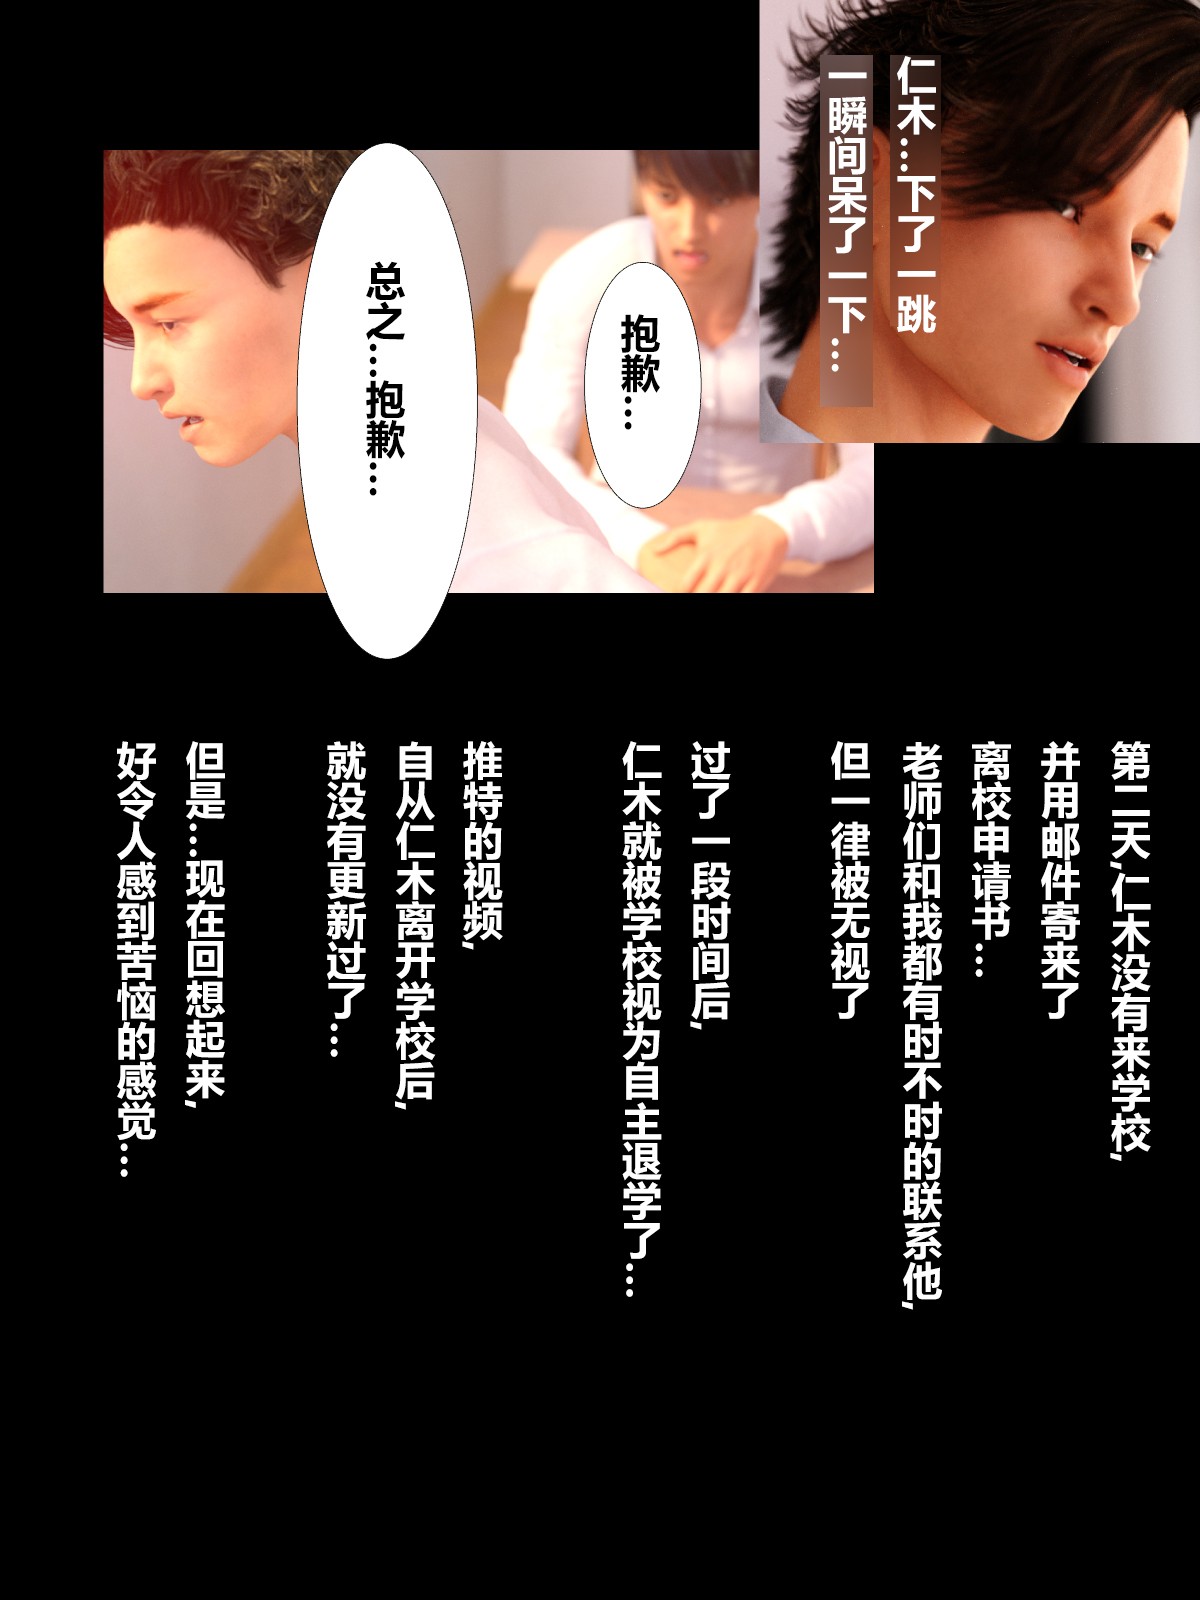 仁木…下了一跳
一瞬间呆了一下…
抱歉…
总之…抱歉…
第二天,仁木没有来学校,
并用邮件寄来了
离校申请书…
老师们和我都有时不时的联系他,
但一律被无视了
过了一段时间后,
仁木就被学校视为自主退学了…
推特的视频,
自从仁木离开学校后,
就没有更新过了…
但是…现在回想起来,
好令人感到苦恼的感觉…